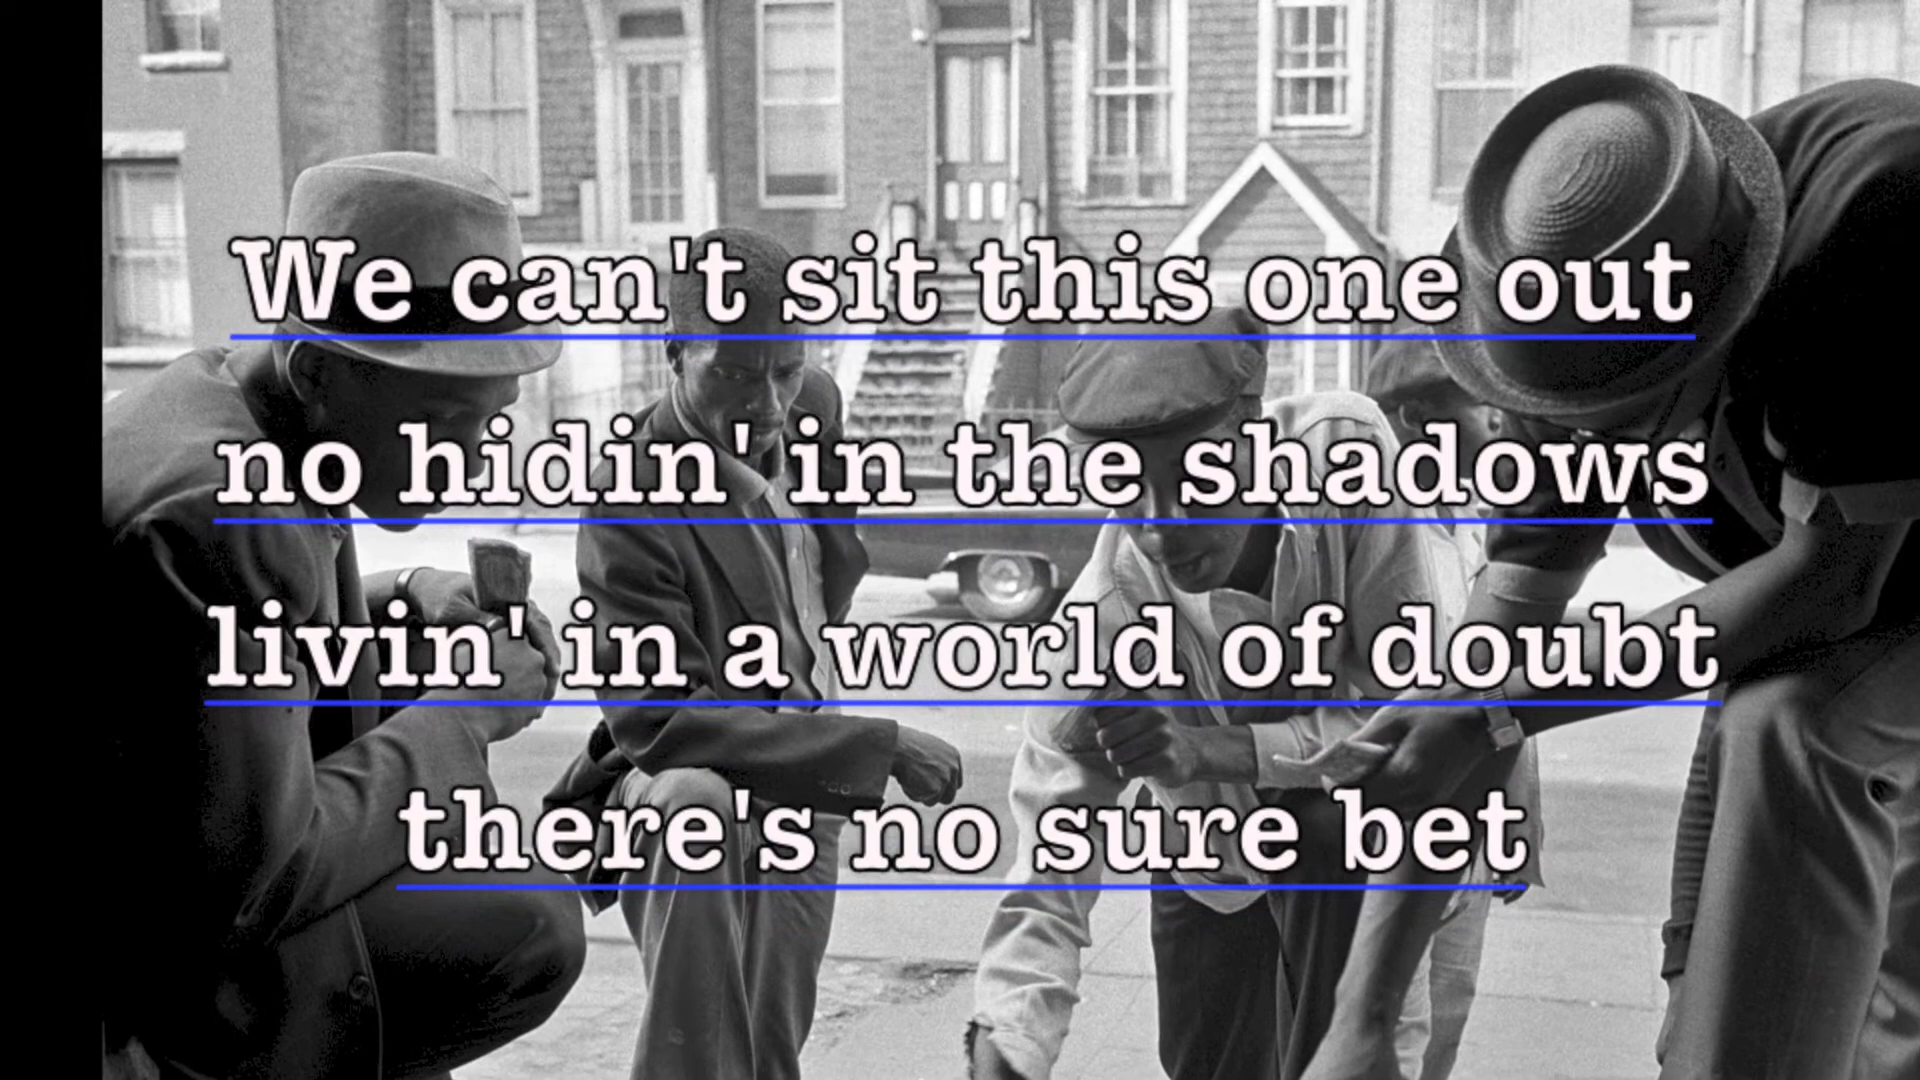 We can't sit this one out
no hidin' in the shadows
livin' in a world of doubt
there's no sure bet